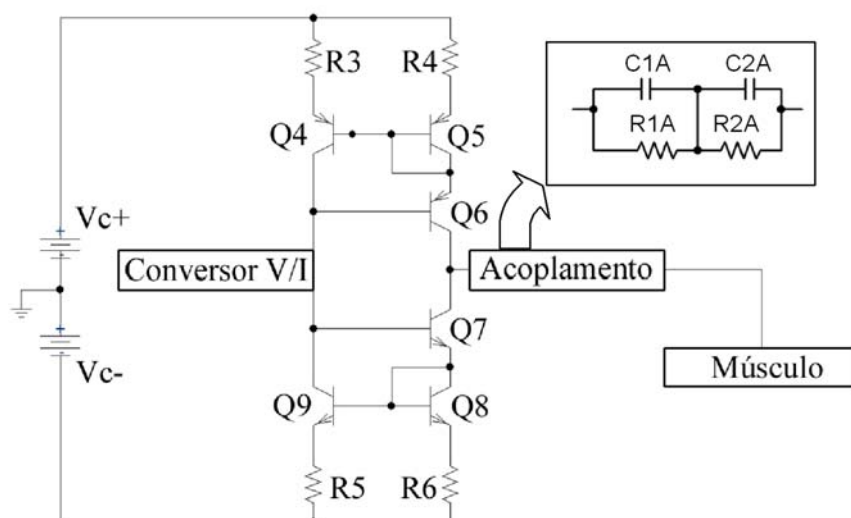 R3
R4
C1A
C2A
R1A
R2A
Q4
Q5
Q6
Vc+
Conversor V/I
Acoplamento
Q7
Vc-
Músculo
Q9
Q8
R5
R6